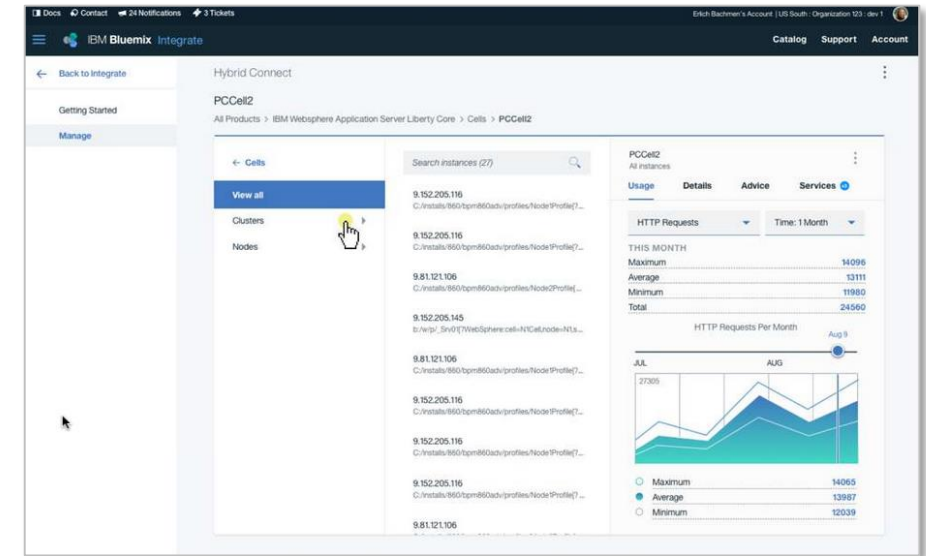 Docs Contact 24 Notifications 3 Tickets
Erlich Bachmen's Account | US South : Organization 123 : dev 1
IBM Bluemix Integrate
Catalog Support Account
Back to Integrate
Getting Started
Manage
Hybrid Connect
PCCell2
All Products > IBM Websphere Application Server Liberty Core > Cells > PCCell2
← Cells
View all
Clusters
Nodes
Search instances (27)
9.152.205.116
C:/installs/860/bpm860adv/profiles/Node1Profile[?...
9.152.205.116
C:/installs/860/bpm860adv/profiles/Node1Profile[?...
9.81.121.106
C:/installs/860/bpm860adv/profiles/Node2Profile[...
9.152.205.145
b:/w/p/_Srv01[?WebSphere:cell=N1Cell,node=N1,s...
9.81.121.106
C:/installs/860/bpm860adv/profiles/Node1Profile[?...
9.152.205.116
C:/installs/860/bpm860adv/profiles/Node1Profile[?...
9.152.205.116
C:/installs/860/bpm860adv/profiles/Node1Profile[?...
9.152.205.116
C:/installs/860/bpm860adv/profiles/Node1Profile[? ...
9.81.121.106
PCCell2
All instances
Usage Details Advice Services
HTTP Requests Time: 1 Month
THIS MONTH
Maximum 14096
Average 13111
Minimum 11980
Total 24560
HTTP Requests Per Month
Aug 9
JUL AUG
27305
Maximum 14065
Average 13987
Minimum 12039